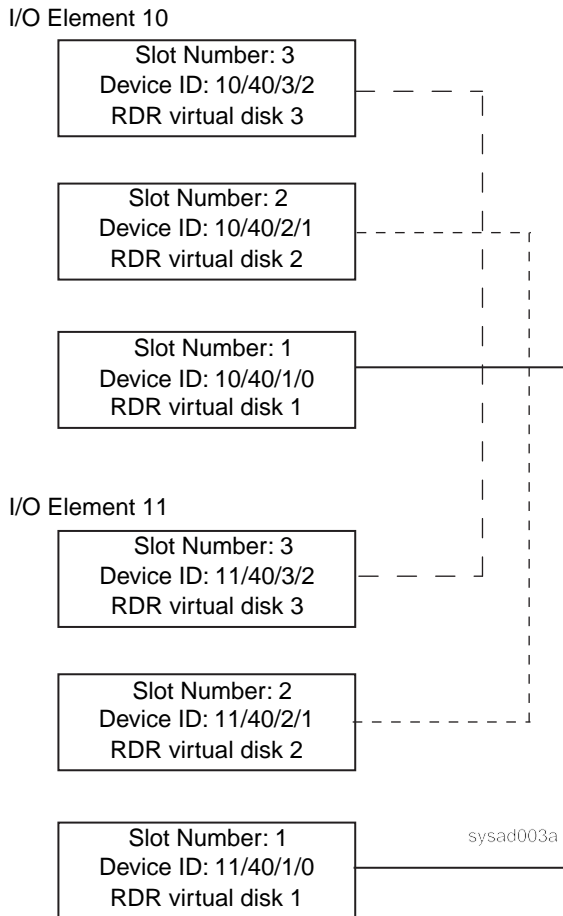 I/O Element 10
Slot Number: 3
Device ID: 10/40/3/2
RDR virtual disk 3
Slot Number: 2
Device ID: 10/40/2/1
RDR virtual disk 2
Slot Number: 1
Device ID: 10/40/1/0
RDR virtual disk 1
I/O Element 11
Slot Number: 3
Device ID: 11/40/3/2
RDR virtual disk 3
Slot Number: 2
Device ID: 11/40/2/1
RDR virtual disk 2
Slot Number: 1
Device ID: 11/40/1/0
RDR virtual disk 1
sysad003a